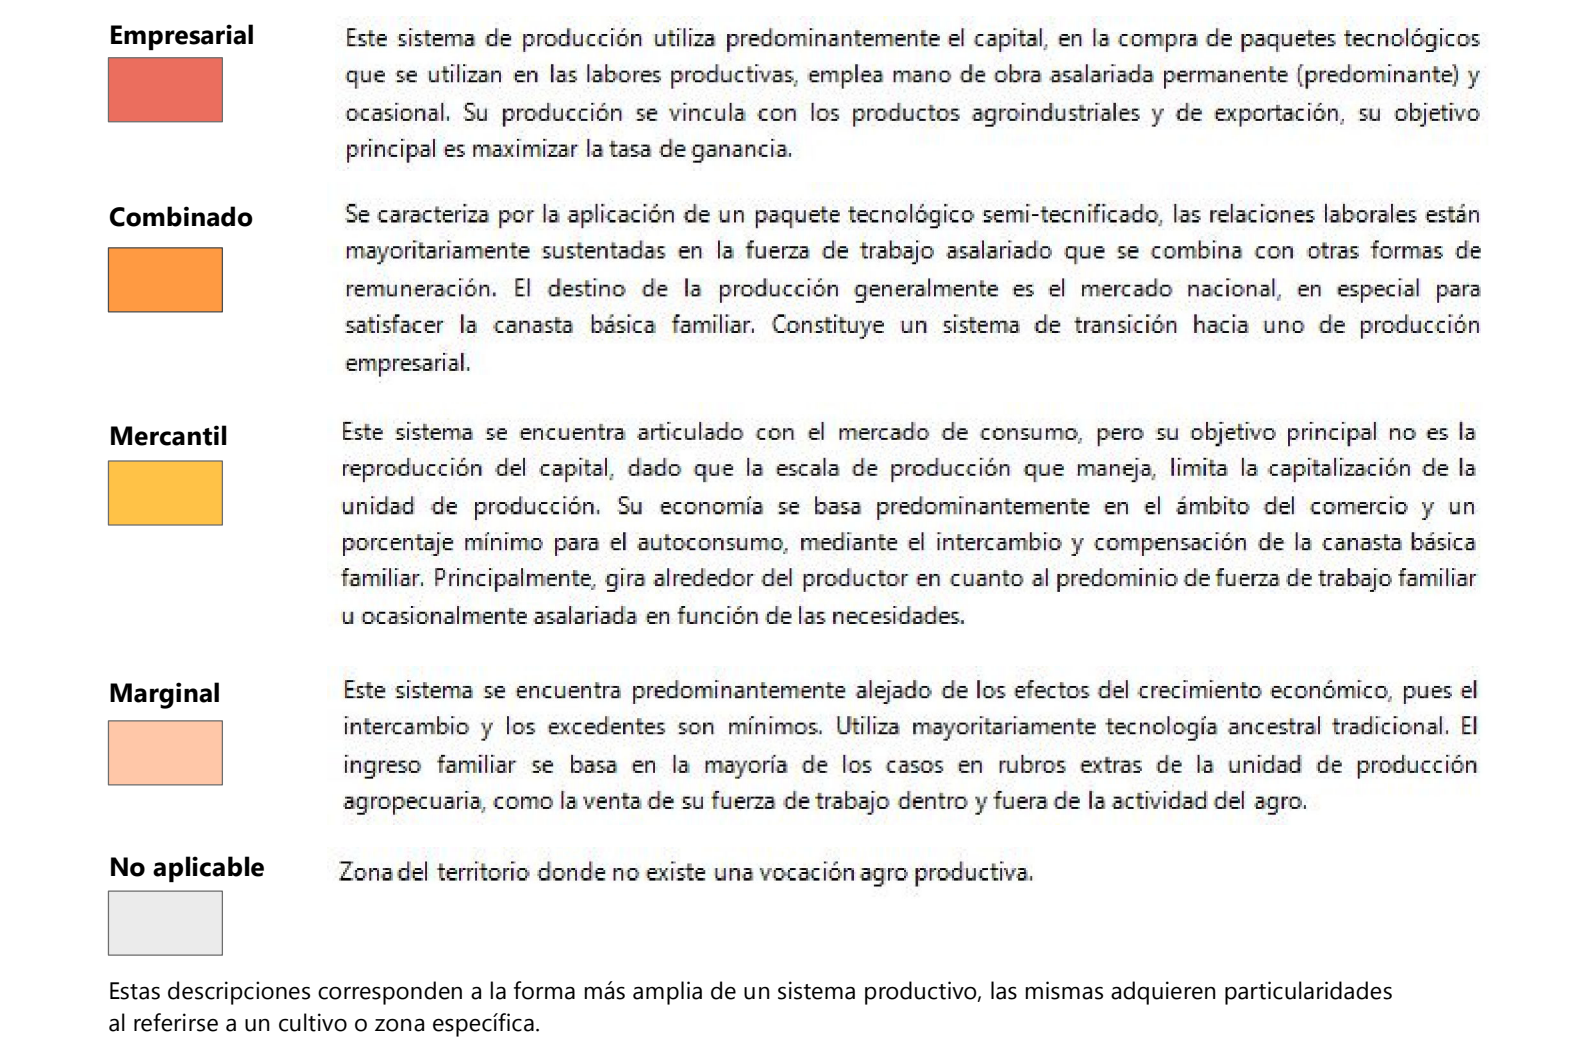 Empresarial
Este sistema de producción utiliza predominantemente el capital, en la compra de paquetes tecnológicos
que se utilizan en las labores productivas, emplea mano de obra asalariada permanente (predominante) y
ocasional. Su producción se vincula con los productos agroindustriales y de exportación, su objetivo
principal es maximizar la tasa de ganancia.
Combinado
Se caracteriza por la aplicación de un paquete tecnológico semi-tecnificado, las relaciones laborales están
mayoritariamente sustentadas en la fuerza de trabajo asalariado que se combina con otras formas de
remuneración. El destino de la producción generalmente es el mercado nacional, en especial para
satisfacer la canasta básica familiar. Constituye un sistema de transición hacia uno de producción
empresarial.
Mercantil
Este sistema se encuentra articulado con el mercado de consumo, pero su objetivo principal no es la
reproducción del capital, dado que la escala de producción que maneja, limita la capitalización de la
unidad de producción. Su economía se basa predominantemente en el ámbito del comercio y un
porcentaje mínimo para el autoconsumo, mediante el intercambio y compensación de la canasta básica
familiar. Principalmente, gira alrededor del productor en cuanto al predominio de fuerza de trabajo familiar
u ocasionalmente asalariada en función de las necesidades.
Marginal
Este sistema se encuentra predominantemente alejado de los efectos del crecimiento económico, pues el
intercambio y los excedentes son mínimos. Utiliza mayoritariamente tecnología ancestral tradicional. El
ingreso familiar se basa en la mayoría de los casos en rubros extras de la unidad de producción
agropecuaria, como la venta de su fuerza de trabajo dentro y fuera de la actividad del agro.
No aplicable
Zona del territorio donde no existe una vocación agro productiva.
Estas descripciones corresponden a la forma más amplia de un sistema productivo, las mismas adquieren particularidades
al referirse a un cultivo o zona específica.